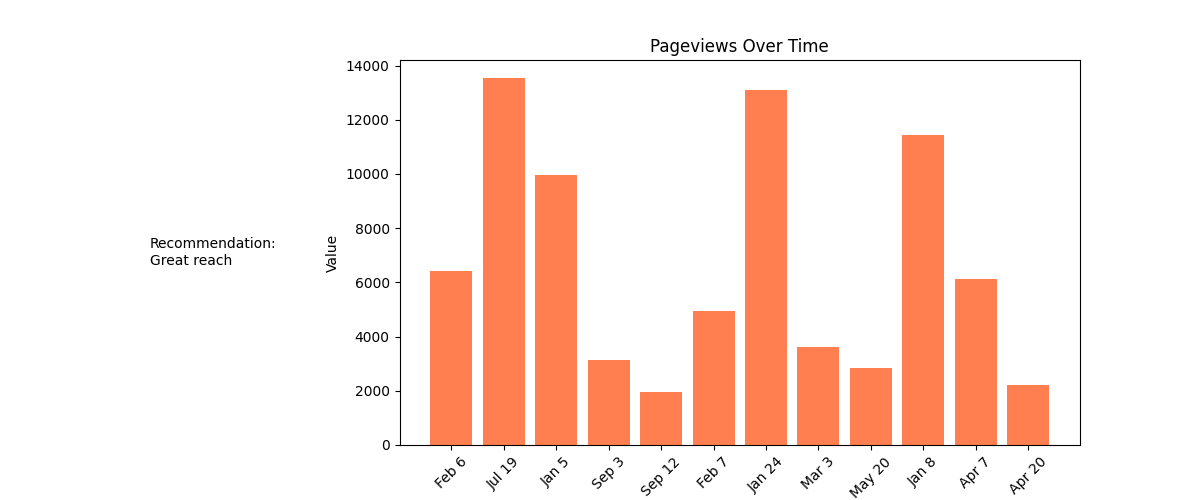 Pageviews Over Time
Recommendation:
Great reach
Value
14000
12000
10000
8000
6000
4000
2000
0
Feb 6
Jul 19
Jan 5
Sep 3
Sep 12
Feb 7
Jan 24
Mar 3
May 20
Jan 8
Apr 7
Apr 20